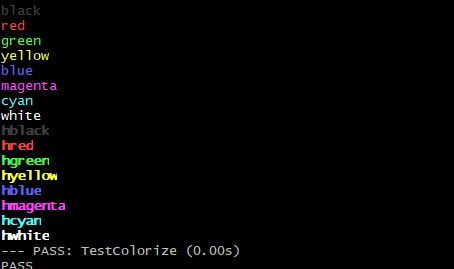 black
red
green
yellow
blue
magenta
cyan
white
hblack
hred
hgreen
hyellow
hblue
hmagenta
hcyan
hwhite
--- PASS: TestColorize (0.00s)
PASS